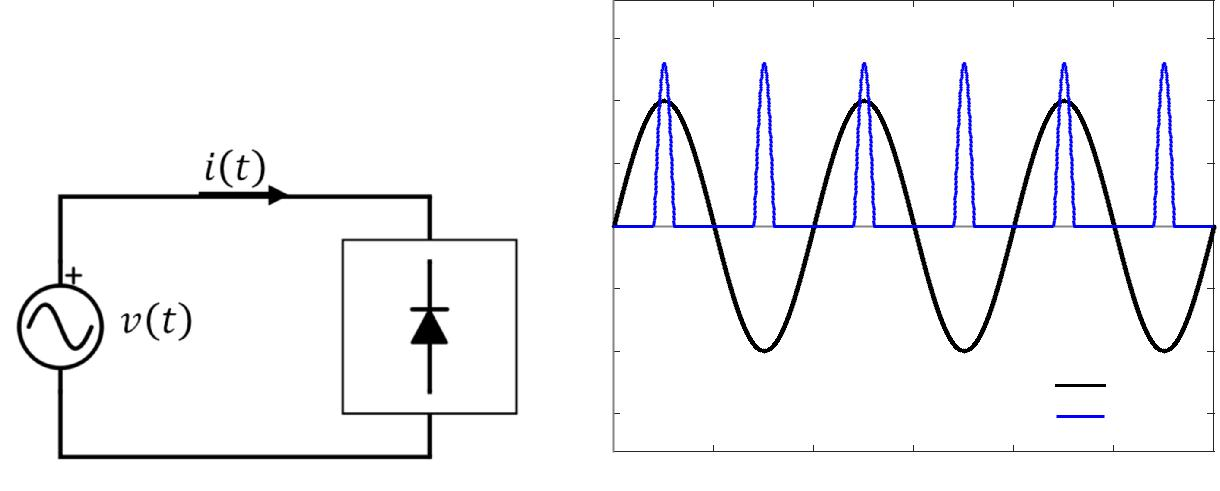 i(t)
+
v(t)